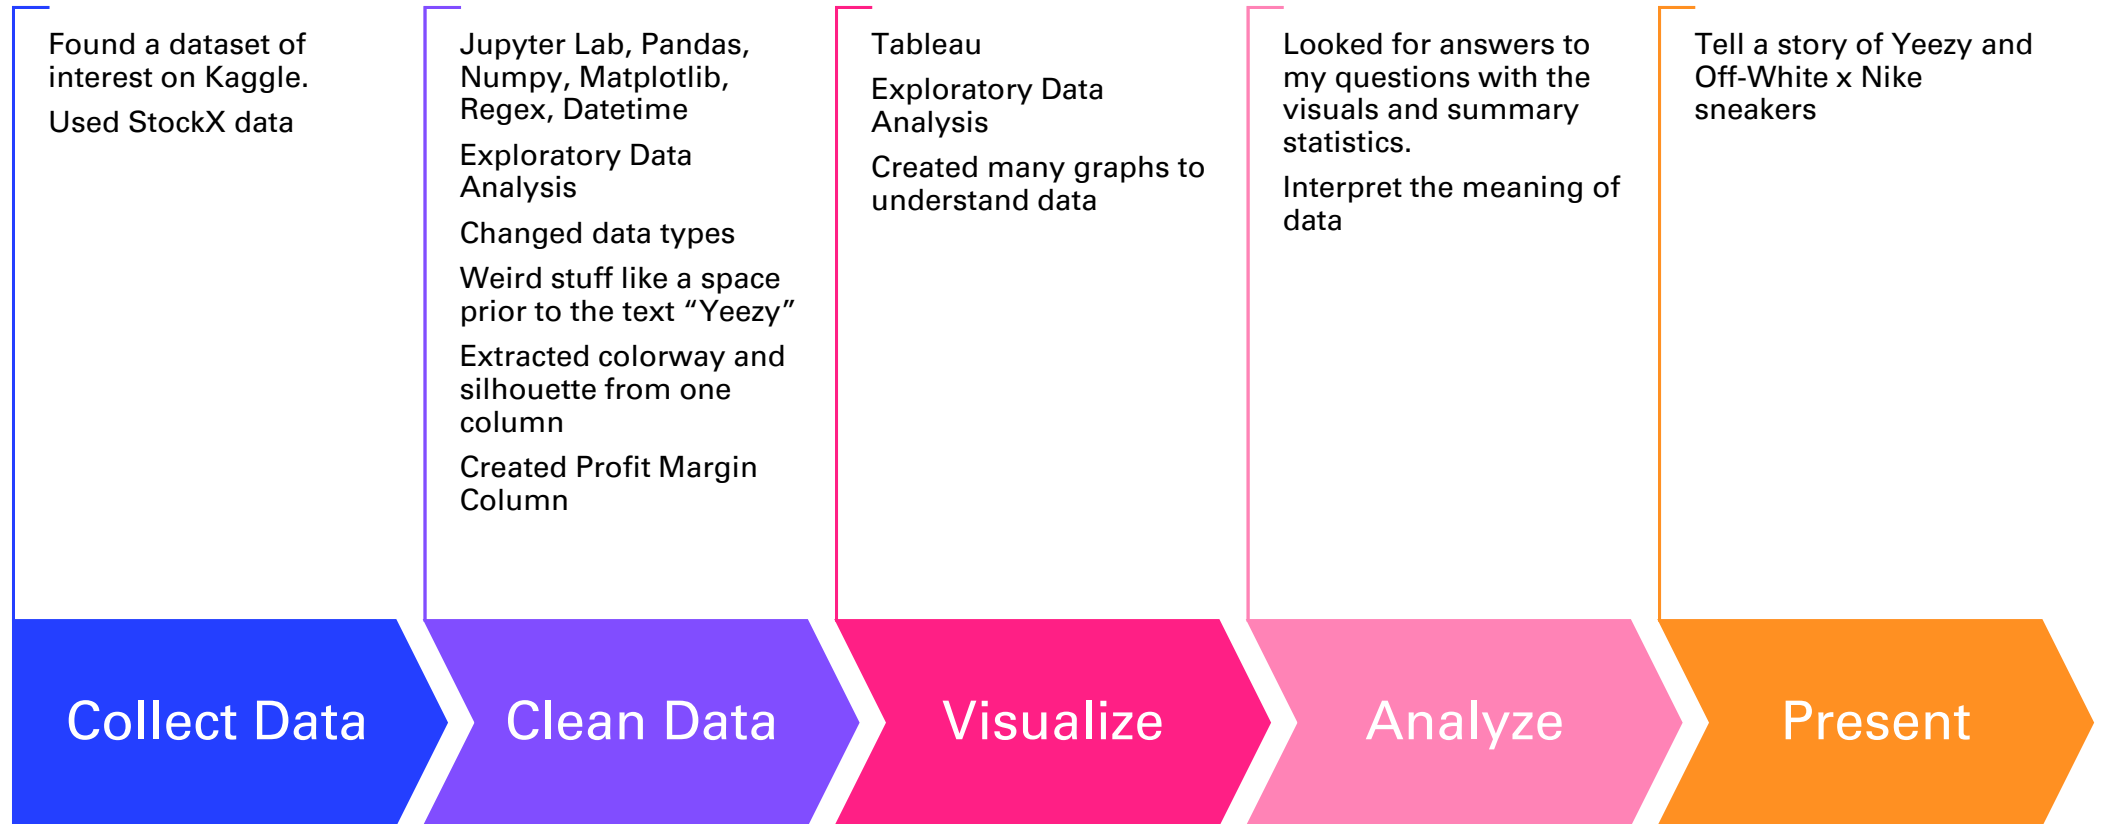 Found a dataset of
interest on Kaggle.
Used StockX data
Jupyter Lab, Pandas,
Numpy, Matplotlib,
Regex, Datetime
Exploratory Data
Analysis
Changed data types
Weird stuff like a space
prior to the text “Yeezy”
Extracted colorway and
silhouette from one
column
Created Profit Margin
Column
Tableau
Exploratory Data
Analysis
Created many graphs to
understand data
Looked for answers to
my questions with the
visuals and summary
statistics.
Interpret the meaning of
data
Tell a story of Yeezy and
Off-White x Nike
sneakers
Collect Data
Clean Data
Visualize
Analyze
Present